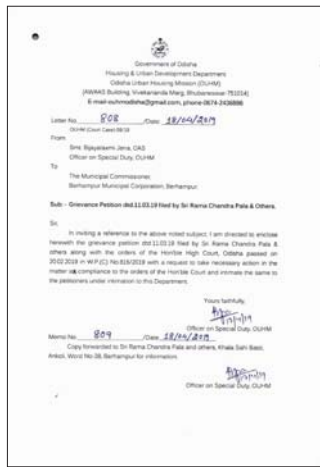 Government of Odisha
Housing & Urban Development Department
Odisha Urban Housing Mission (OUHM)
(AWAAS Building, Vivekananda Marg, Bhubaneswar-751014)
E-mail-ouhmodisha@gmail.com, phone-0674-2436888
Letter No. 808 /Date: 18/04/2019
OUHM (Court Case) 08/19
From
Smt. Bijayalaxmi Jena, OAS
Officer on Special Duty, OUHM
To
The Municipal Commissioner,
Berhampur Municipal Corporation, Berhampur.
Sub:- Grievance Petition dtd.11.03.19 filed by Sri Rama Chandra Pala & Others.
Sir,
In inviting a reference to the above noted subject, I am directed to enclose
herewith the grievance petition dtd.11.03.19 filed by Sri Rama Chandra Pala &
others along with the orders of the Hon'ble High Court, Odisha passed on
20.02.2019 in W.P.(C) No. /2019 with a request to take necessary action in the
matter in compliance to the orders of the Hon'ble Court and intimate the same to
the petitioners under intimation to this Department.
Yours faithfully,
Officer on Special Duty, OUHM
Memo No. 809 /Date 18/04/2019
Copy forwarded to Sri Rama Chandra Pala and others, Khala Sahi Basti,
Ankoli, Word No-38, Berhampur for information.
Officer on Special Duty, OUHM